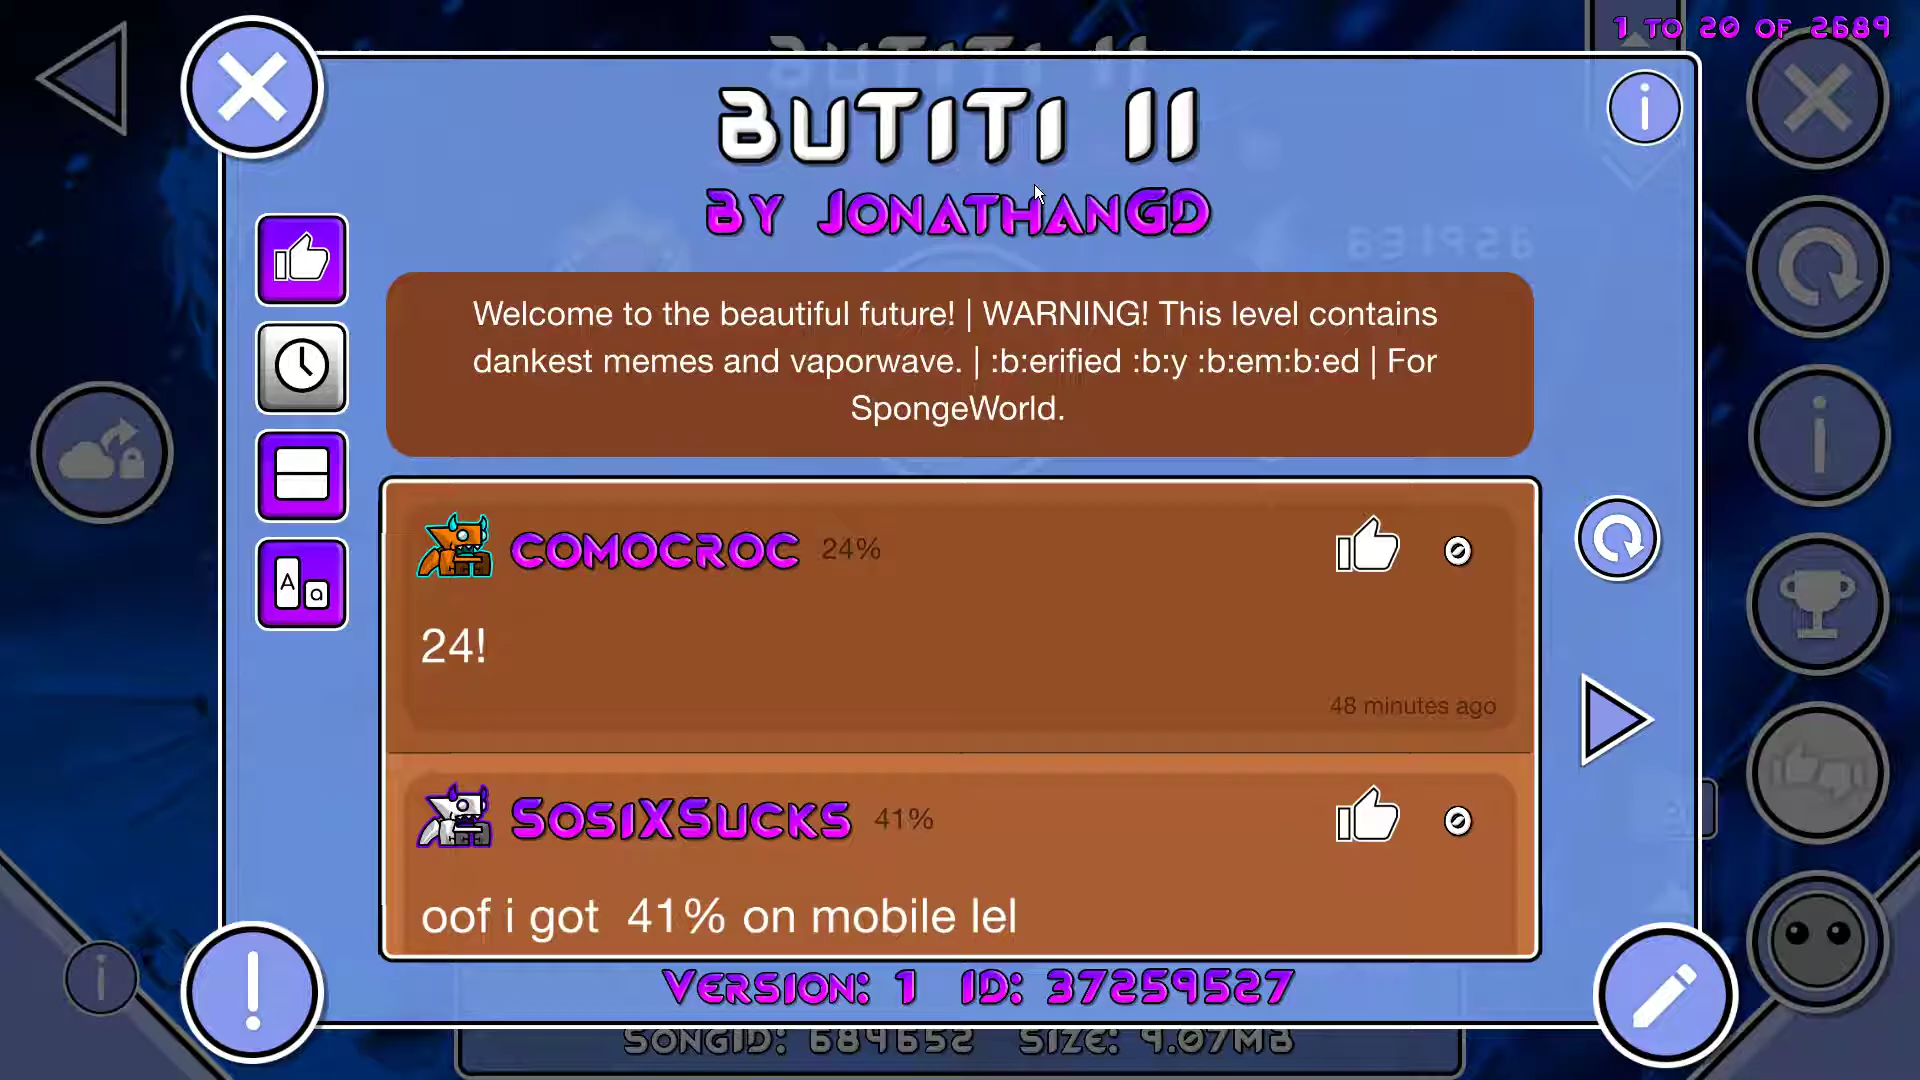 1 TO 20 OF 2689
BUTITI II
BY JONATHANGD
Welcome to the beautiful future! | WARNING! This level contains
dankest memes and vaporwave. | :b:erified :b:y :b:em:b:ed | For
SpongeWorld.
COMOCROC 24% 0
24!
48 minutes ago
SOSIXSUCKS 41% 0
oof i got  41% on mobile lel
VERSION: 1 ID: 37259527
SONGID: 684652 SIZE: 9.07MB
A a